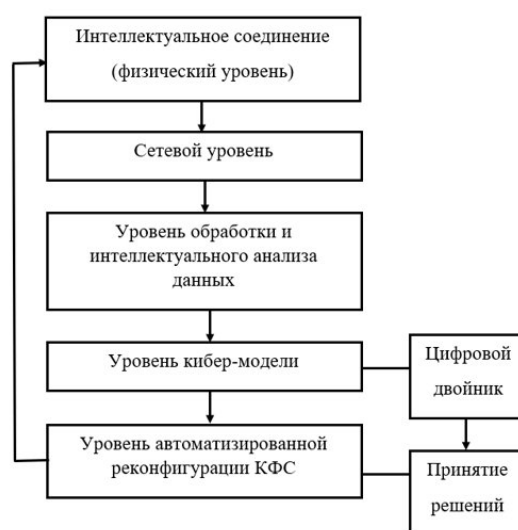 Интеллектуальное соединение
(физический уровень)
Сетевой уровень
Уровень обработки и
интеллектуального анализа
данных
Уровень кибер-модели
Цифровой
двойник
Уровень автоматизированной
реконфигурации КФС
Принятие
решений